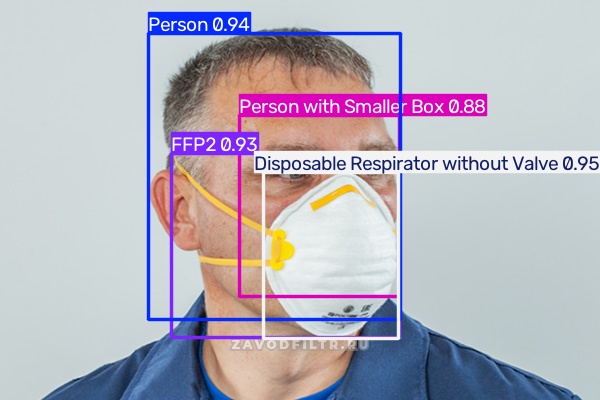 Person 0.94
Person with Smaller Box 0.88
FFP2 0.93
Disposable Respirator without Valve 0.95
ZAVODFILTR.RU